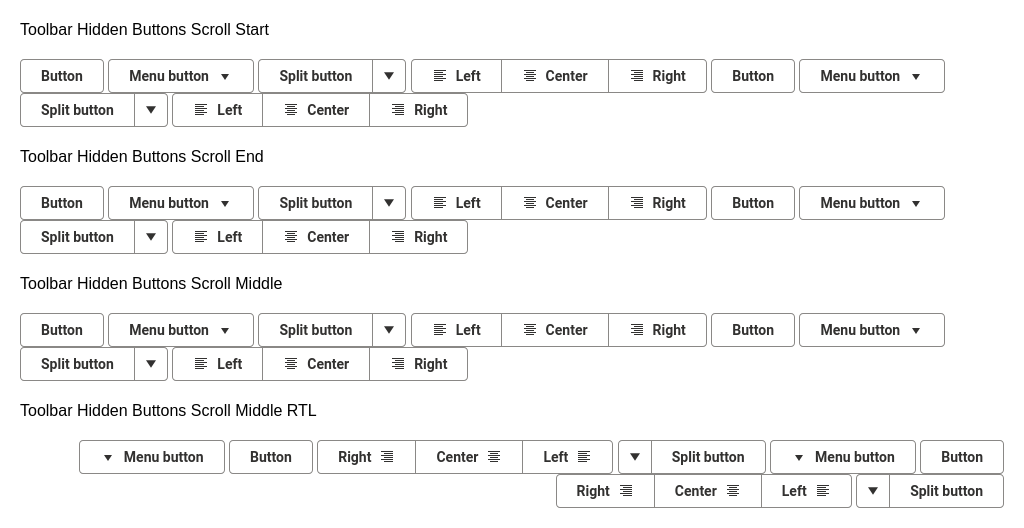 Toolbar Hidden Buttons Scroll Start
Button Menu button Split button Left Center Right Button Menu button
Split button Left Center Right
Toolbar Hidden Buttons Scroll End
Button Menu button Split button Left Center Right Button Menu button
Split button Left Center Right
Toolbar Hidden Buttons Scroll Middle
Button Menu button Split button Left Center Right Button Menu button
Split button Left Center Right
Toolbar Hidden Buttons Scroll Middle RTL
Menu button Button Right Center Left Split button Menu button Button
Right Center Left Split button